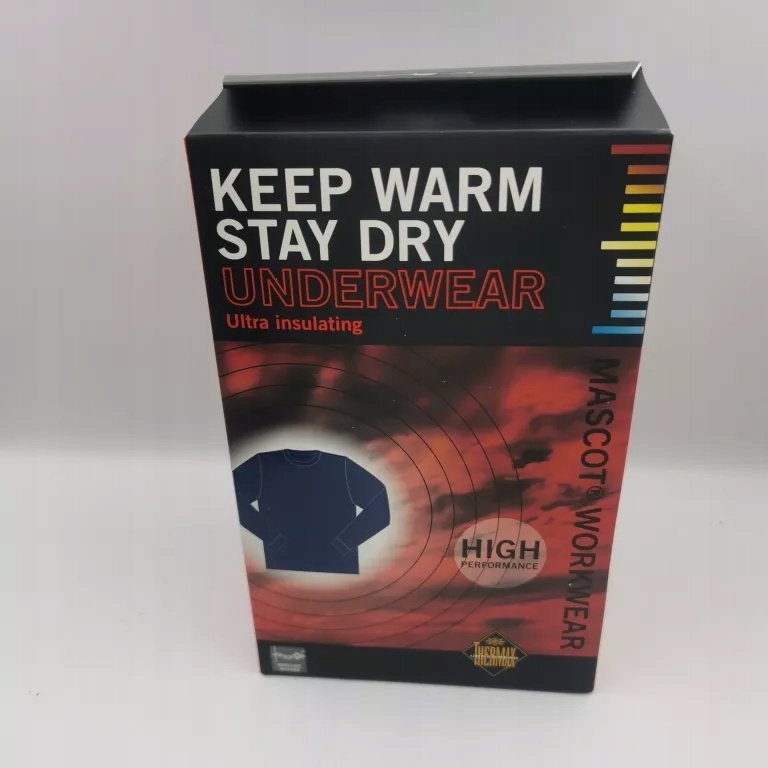 KEEP WARM
STAY DRY
UNDERWEAR
Ultra insulating
MASCOT® WORKWEAR
HIGH
PERFORMANCE
THERMAX